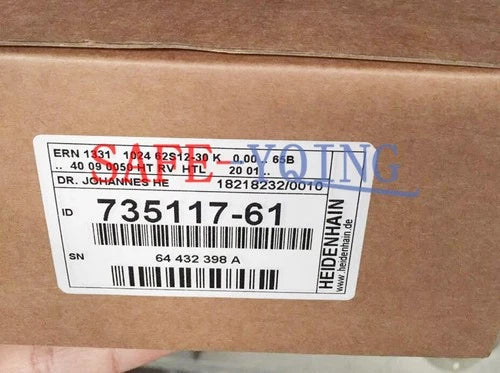 ERN 1331 1024 62S12-30 K 0,00 .. 65B
.. 40 09 0050 HT RV HTL 20 01 ..
DR. JOHANNES HE 18218232/0010
SAFE-YQING
ID 735117-61
SN 64 432 398 A
HEIDENHAIN
www.heidenhain.de